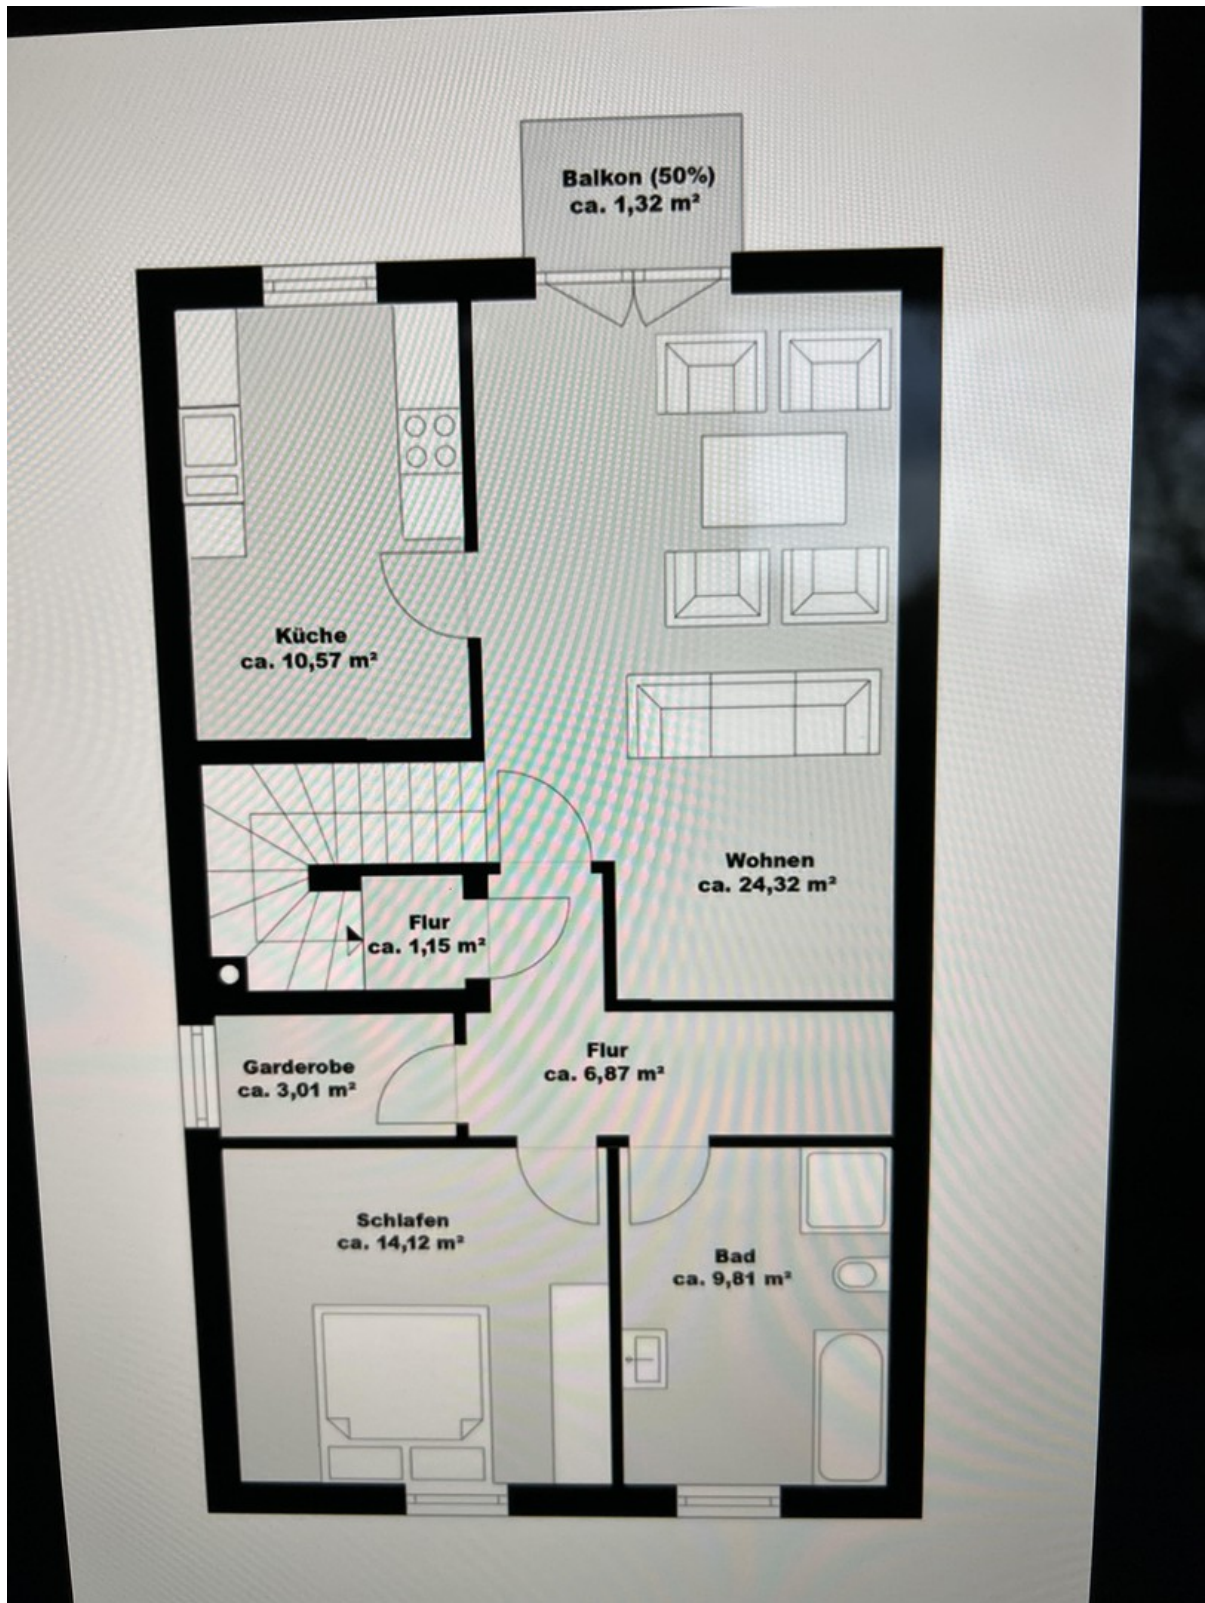 Balkon (50%)
ca. 1,32 m²
Küche
ca. 10,57 m²
Wohnen
ca. 24,32 m²
Flur
ca. 1,15 m²
Garderobe
ca. 3,01 m²
Flur
ca. 6,87 m²
Schlafen
ca. 14,12 m²
Bad
ca. 9,81 m²